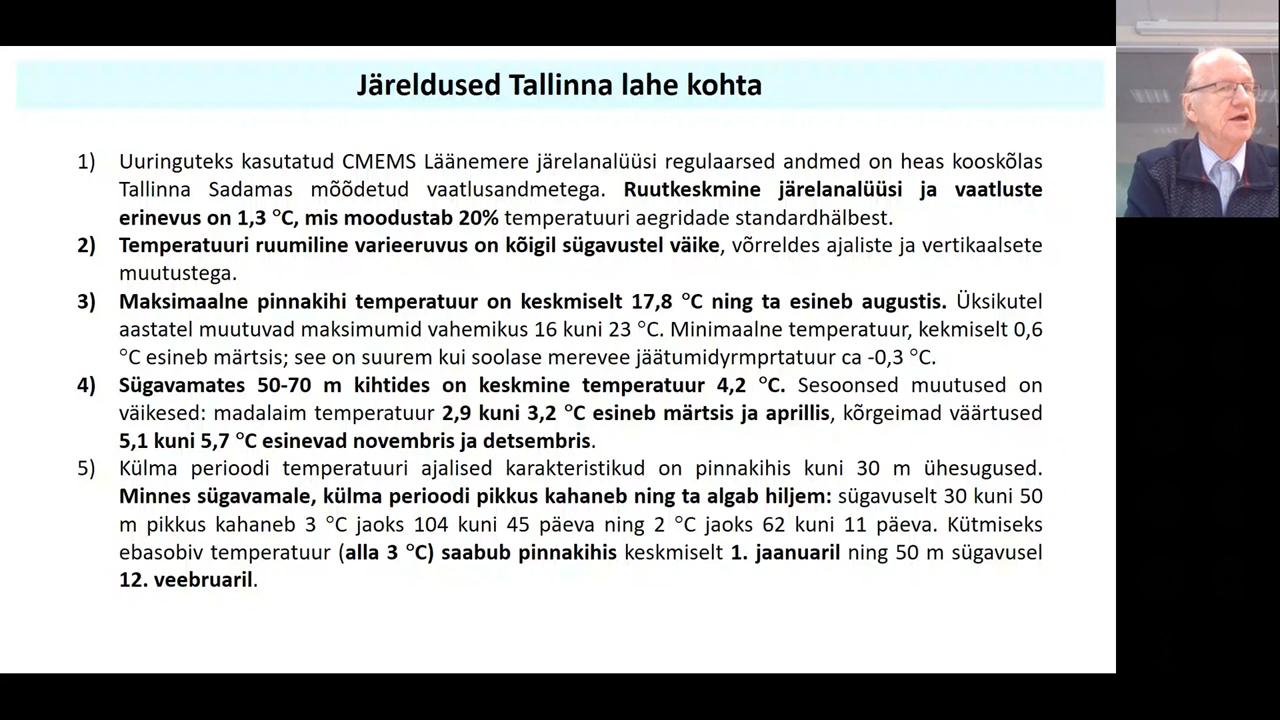 Järeldused Tallinna lahe kohta
1) Uuringuteks kasutatud CMEMS Läänemere järelanalüüsi regulaarsed andmed on heas kooskõlas
Tallinna Sadamas mõõdetud vaatlusandmetega. Ruutkeskmine järelanalüüsi ja vaatluste
erinevus on 1,3 °C, mis moodustab 20% temperatuuri aegridade standardhälbest.
2) Temperatuuri ruumiline varieeruvus on kõigil sügavustel väike, võrreldes ajaliste ja vertikaalsete
muutustega.
3) Maksimaalne pinnakihi temperatuur on keskmiselt 17,8 °C ning ta esineb augustis. Üksikutel
aastatel muutuvad maksimumid vahemikus 16 kuni 23 °C. Minimaalne temperatuur, kekmiselt 0,6
°C esineb märtsis; see on suurem kui soolase merevee jäätumidyrmprtatuur ca -0,3 °C.
4) Sügavamates 50-70 m kihtides on keskmine temperatuur 4,2 °C. Sesoonsed muutused on
väikesed: madalaim temperatuur 2,9 kuni 3,2 °C esineb märtsis ja aprillis, kõrgeimad väärtused
5,1 kuni 5,7 °C esinevad novembris ja detsembris.
5) Külma perioodi temperatuuri ajalised karakteristikud on pinnakihis kuni 30 m ühesugused.
Minnes sügavamale, külma perioodi pikkus kahaneb ning ta algab hiljem: sügavuselt 30 kuni 50
m pikkus kahaneb 3 °C jaoks 104 kuni 45 päeva ning 2 °C jaoks 62 kuni 11 päeva. Kütmiseks
ebasobiv temperatuur (alla 3 °C) saabub pinnakihis keskmiselt 1. jaanuaril ning 50 m sügavusel
12. veebruaril.